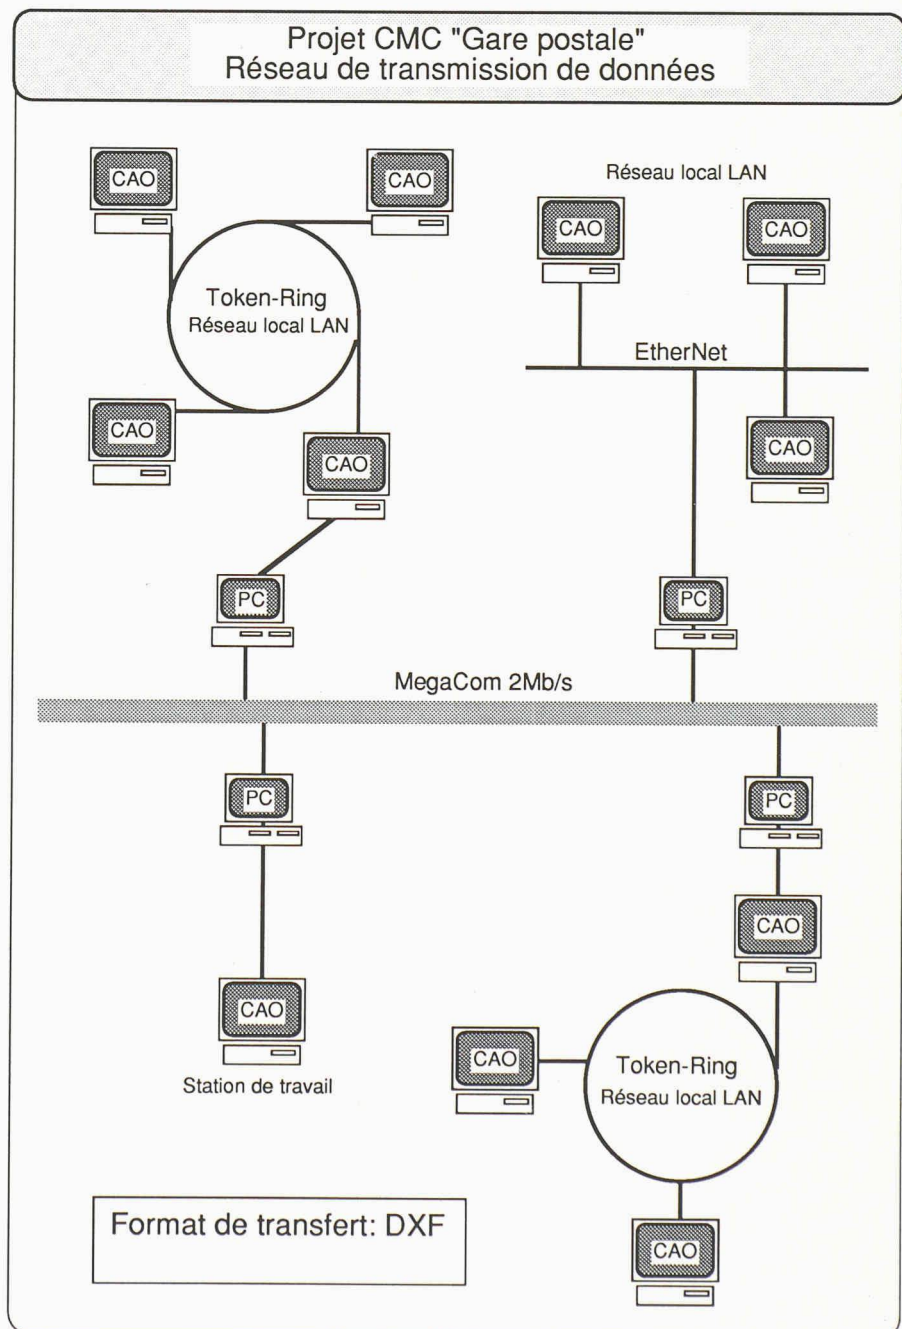 Projet CMC "Gare postale"
Réseau de transmission de données
CAO
CAO
Réseau local LAN
CAO
CAO
Token-Ring
Réseau local LAN
EtherNet
CAO
CAO
CAO
PC
PC
MegaCom 2Mb/s
PC
PC
CAO
CAO
Station de travail
CAO
Token-Ring
Réseau local LAN
Format de transfert: DXF
CAO